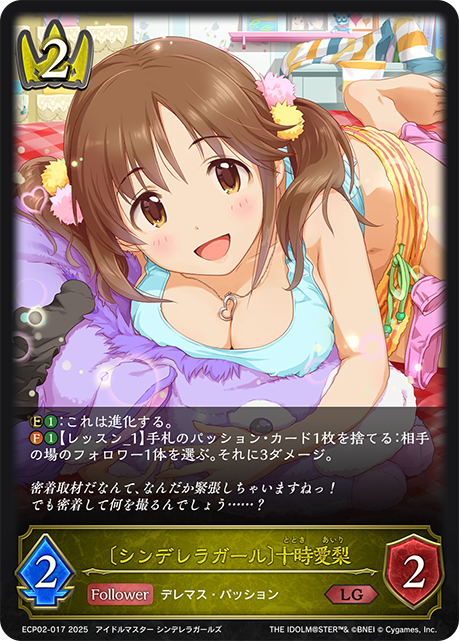 2
E 1：これは進化する。
F 1【レッスン_1】手札のパッション・カード1枚を捨てる：相手
の場のフォロワー1体を選ぶ。それに3ダメージ。
密着取材だなんて、なんだか緊張しちゃいますねっ！
でも密着して何を撮るんでしょう……？
ととき あいり
〔シンデレラガール〕十時愛梨
2 Follower デレマス・パッション LG 2
ECP02-017 2025 アイドルマスター シンデレラガールズ THE IDOLM@STER™& ©BNEI © Cygames, Inc.